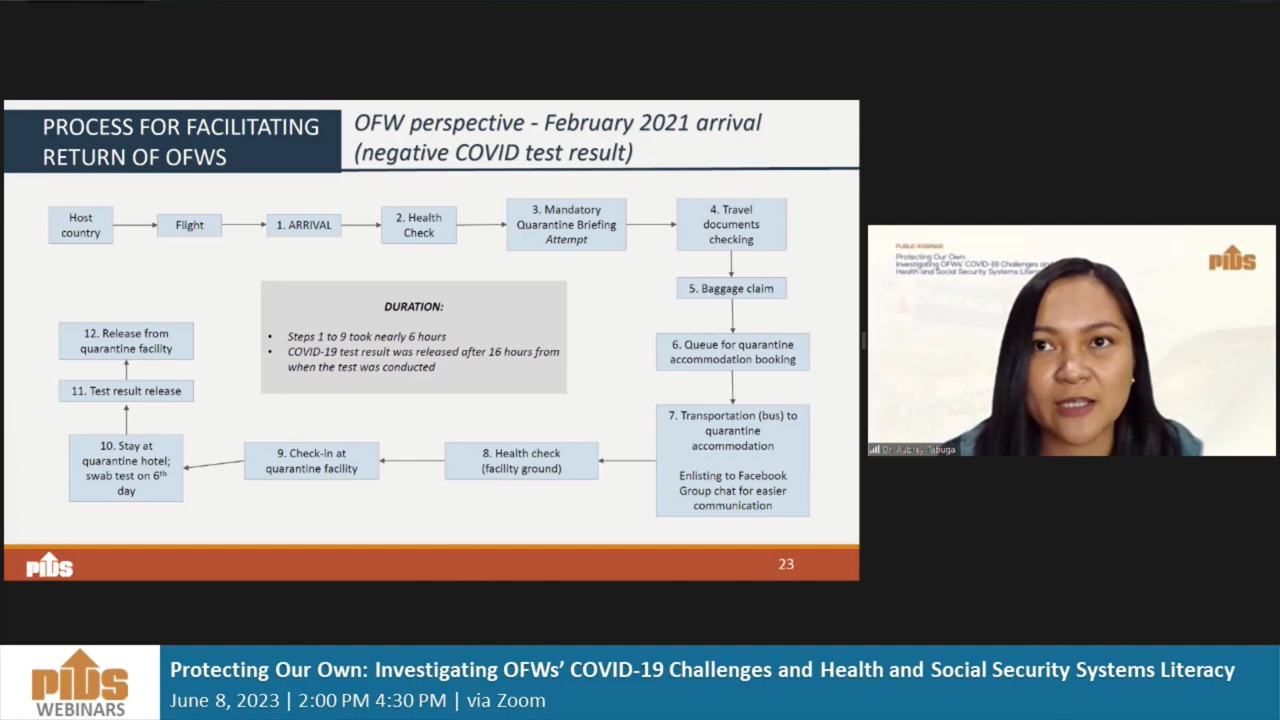 PROCESS FOR FACILITATING
RETURN OF OFWS
OFW perspective - February 2021 arrival
(negative COVID test result)
Host
country
Flight
1. ARRIVAL
2. Health
Check
3. Mandatory
Quarantine Briefing
Attempt
4. Travel
documents
checking
5. Baggage claim
6. Queue for quarantine
accommodation booking
7. Transportation (bus) to
quarantine
accommodation
Enlisting to Facebook
Group chat for easier
communication
8. Health check
(facility ground)
9. Check-in at
quarantine facility
10. Stay at
quarantine hotel;
swab test on 6th
day
11. Test result release
12. Release from
quarantine facility
DURATION:
• Steps 1 to 9 took nearly 6 hours
• COVID-19 test result was released after 16 hours from
when the test was conducted
PIDS
23
PUBLIC WEBINAR
Protecting Our Own:
Investigating OFWs' COVID-19 Challenges and
Health and Social Security Systems
PIDS
Dr. Aubrey Tabuga
PIDS
WEBINARS
Protecting Our Own: Investigating OFWs’ COVID-19 Challenges and Health and Social Security Systems Literacy
June 8, 2023 | 2:00 PM 4:30 PM | via Zoom